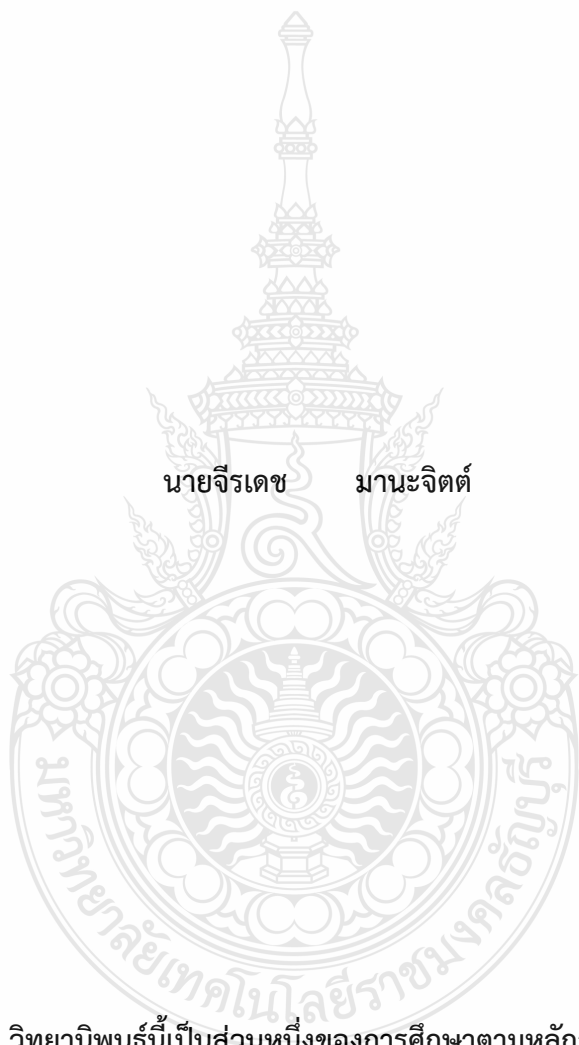 นายจีรเดช มานะจิตต์
มหาวิทยาลัยเทคโนโลยีราชมงคลธัญบุรี
วิทยานิพนธ์นี้เป็นส่วนหนึ่งของการศึกษาตามหลัก